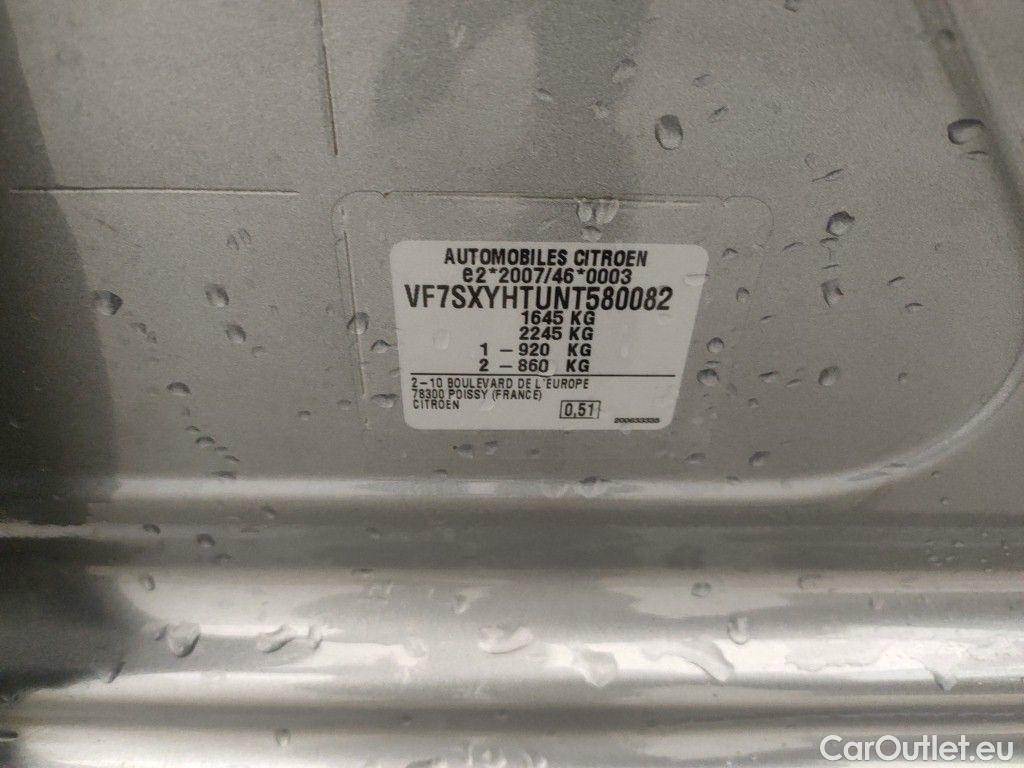 AUTOMOBILES CITROEN
e2*2007/46*0003
VF7SXYHTUNT580082
1645 KG
2245 KG
1 – 920 KG
2 – 860 KG
2–10 BOULEVARD DE L'EUROPE
78300 POISSY (FRANCE)
CITROEN
0,51
200633335
CarOutlet.eu